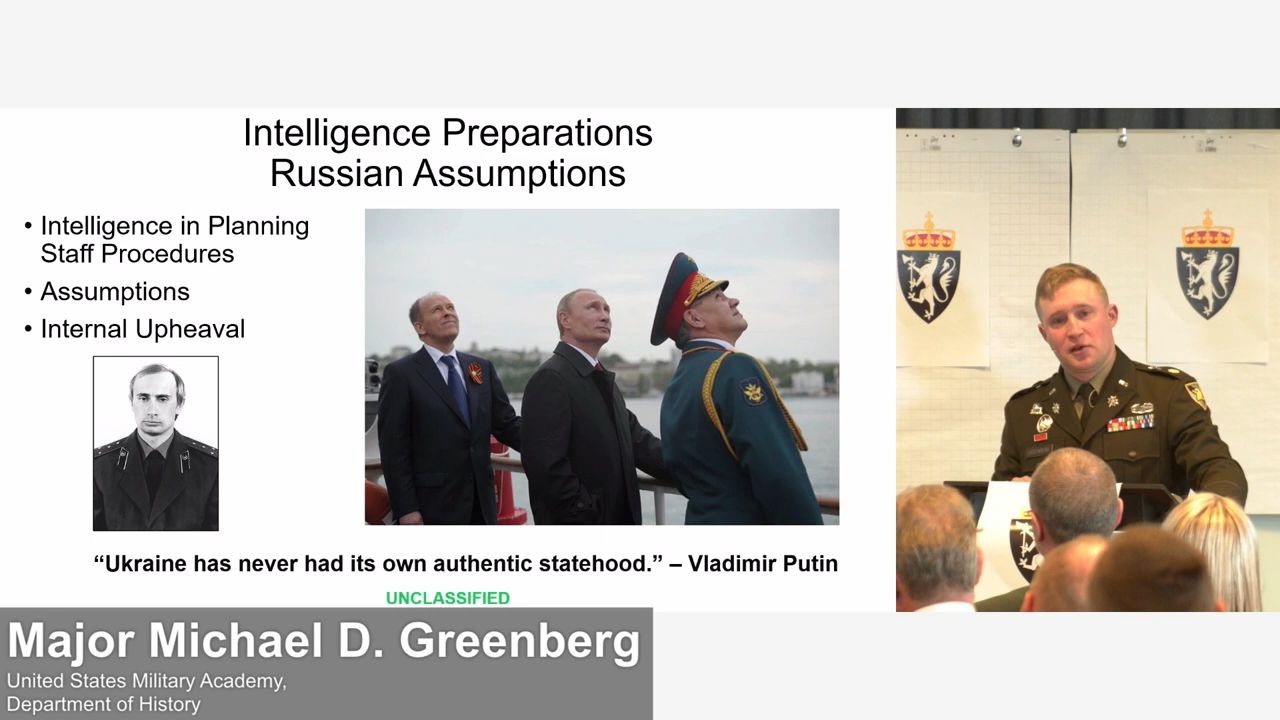 Intelligence Preparations
Russian Assumptions
• Intelligence in Planning
Staff Procedures
• Assumptions
• Internal Upheaval
“Ukraine has never had its own authentic statehood.” – Vladimir Putin
UNCLASSIFIED
Major Michael D. Greenberg
United States Military Academy,
Department of History